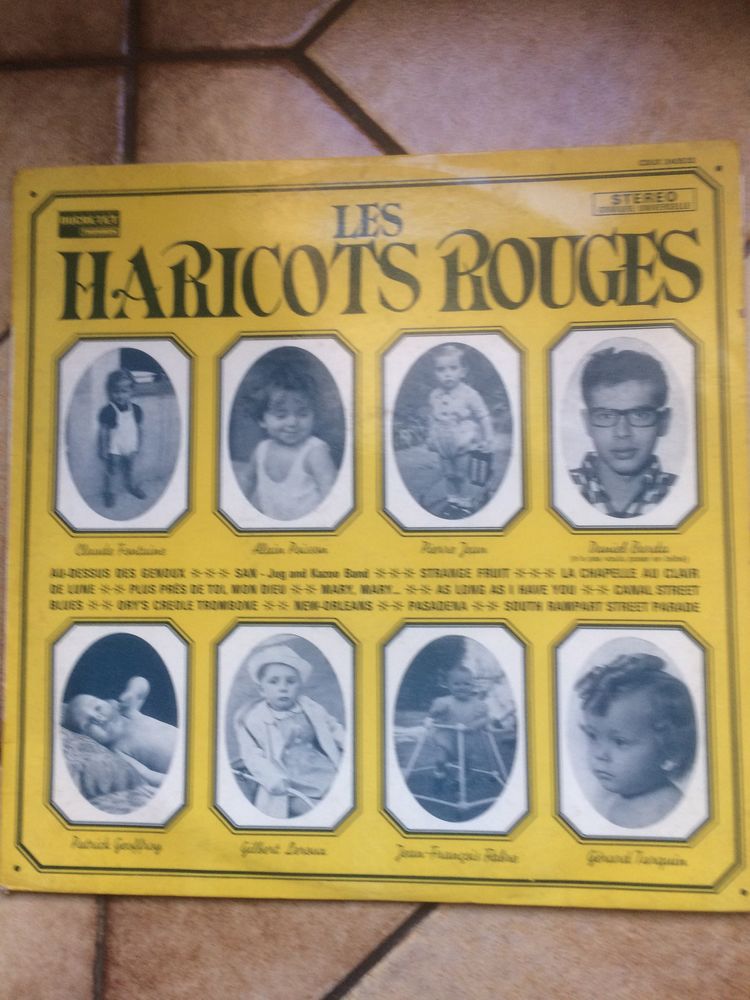 STEREO
GRAVURE UNIVERSELLE
DUCRETET
LES
HARICOTS ROUGES
Claude Fontaine
Alain Poisson
Pierre Jean
Daniel Barda
AU-DESSUS DES GENOUX ※ ※ ※ SAN - Jug and Kazoo Band ※ ※ ※ STRANGE FRUIT ※ ※ ※ LA CHAPELLE AU CLAIR
DE LUNE ※ ※ PLUS PRÈS DE TOI, MON DIEU ※ ※ MARY, MARY... ※ ※ AS LONG AS I HAVE YOU ※ ※ CANAL STREET
BLUES ※ ※ ORY'S CREOLE TROMBONE ※ ※ NEW-ORLEANS ※ ※ PASADENA ※ ※ SOUTH RAMPART STREET PARADE
Patrick Geoffroy
Gilbert Leroux
Jean-François Fabre
Gérard Tarquin